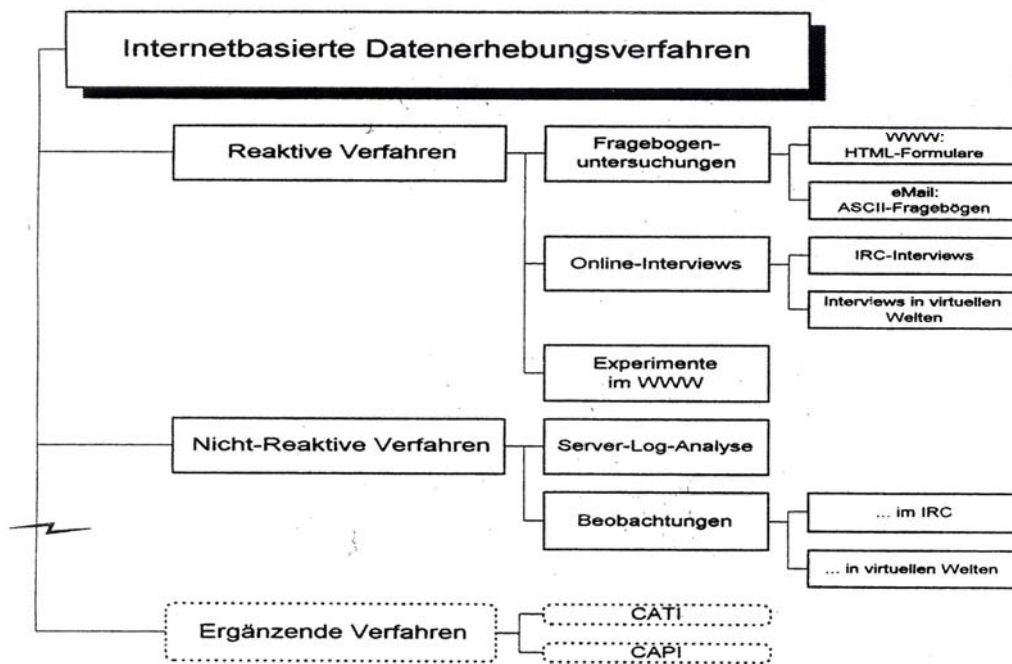 Internetbasierte Datenerhebungsverfahren
Reaktive Verfahren
Fragebogen-
untersuchungen
WWW:
HTML-Formulare
eMail:
ASCII-Fragebögen
Online-Interviews
IRC-Interviews
Interviews in virtuellen
Welten
Experimente
im WWW
Nicht-Reaktive Verfahren
Server-Log-Analyse
Beobachtungen
... im IRC
... in virtuellen Welten
Ergänzende Verfahren
CATI
CAPI